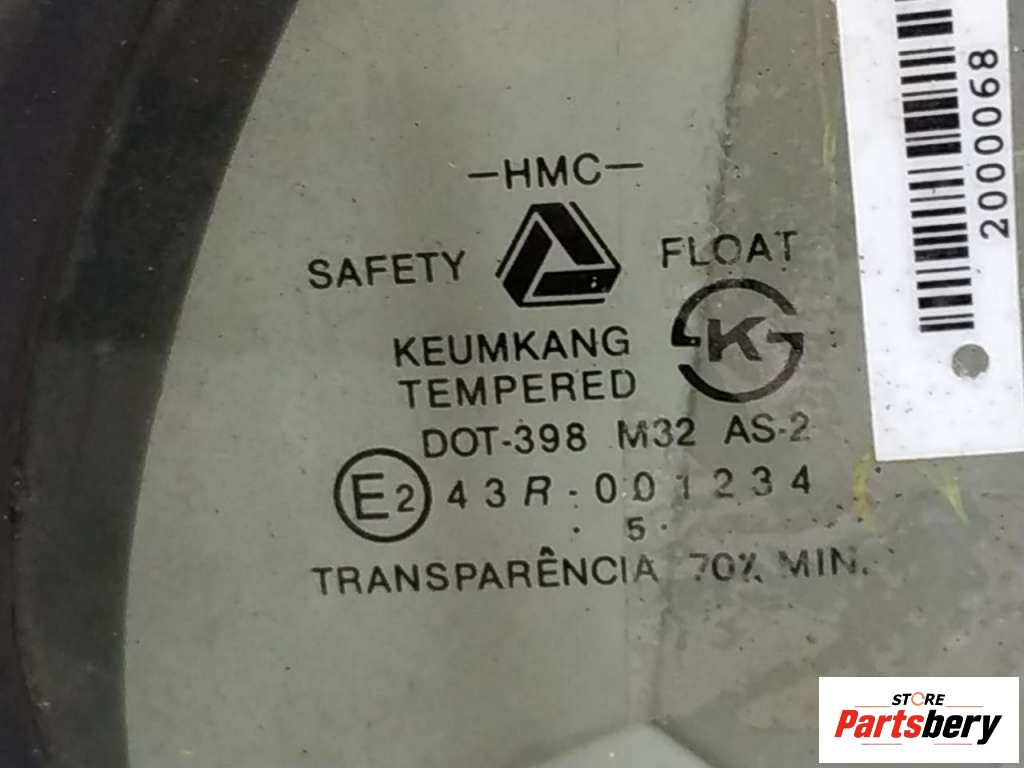 —HMC—
SAFETY FLOAT
KEUMKANG
TEMPERED
K
DOT-398 M32 AS-2
E2 43R-001234
. 5 .
TRANSPARÊNCIA 70% MIN.
20000068
STORE
Partsbery